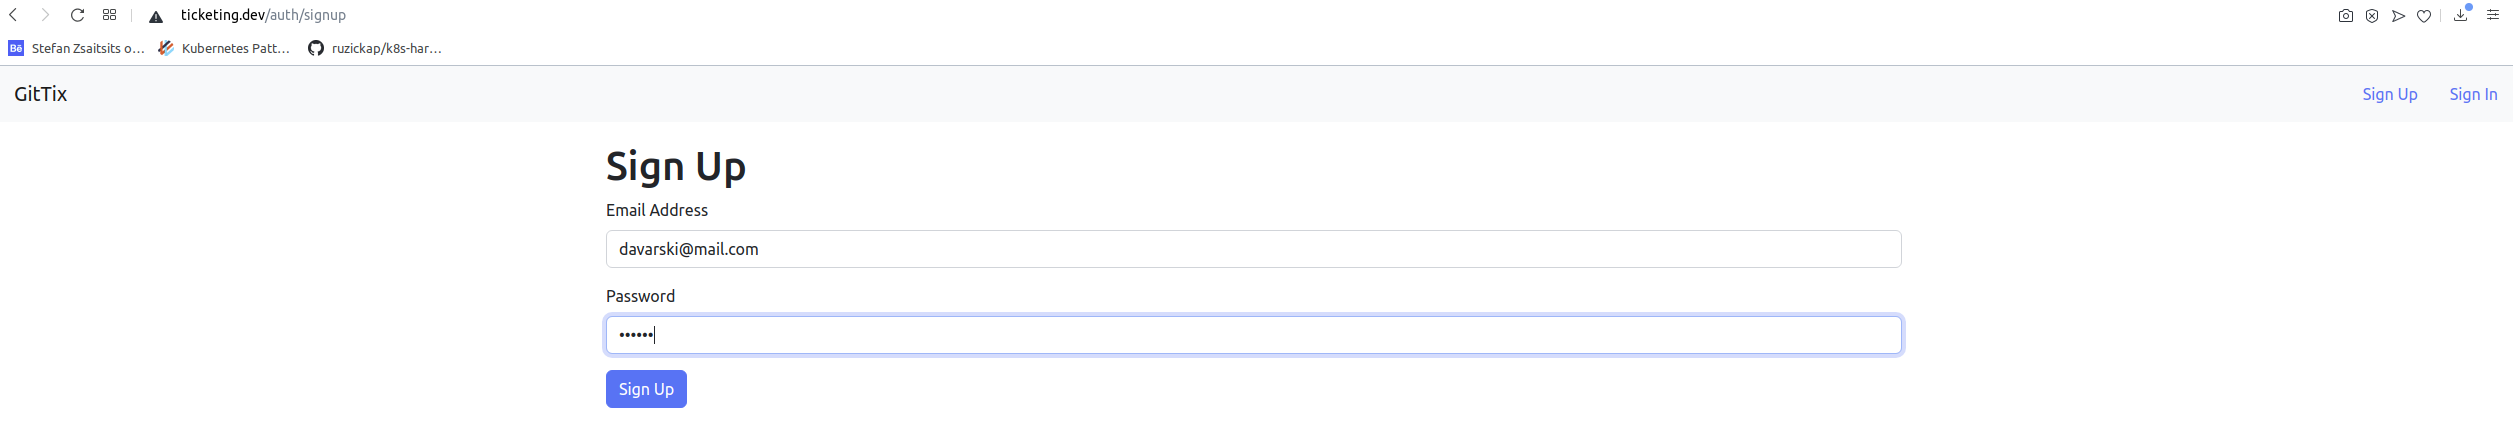 ticketing.dev/auth/signup
Bē Stefan Zsaitsits o... Kubernetes Patt... ruzickap/k8s-har...
GitTix Sign Up Sign In
Sign Up
Email Address
davarski@mail.com
Password
••••••
Sign Up